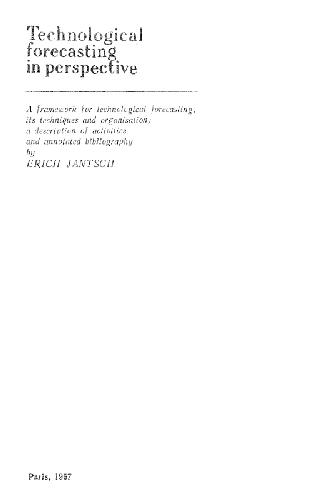 Technological
forecasting
in perspective
A framework for technological forecasting,
its techniques and organisation;
a description of activities
and annotated bibliography
by
ERICH JANTSCH
Paris, 1967